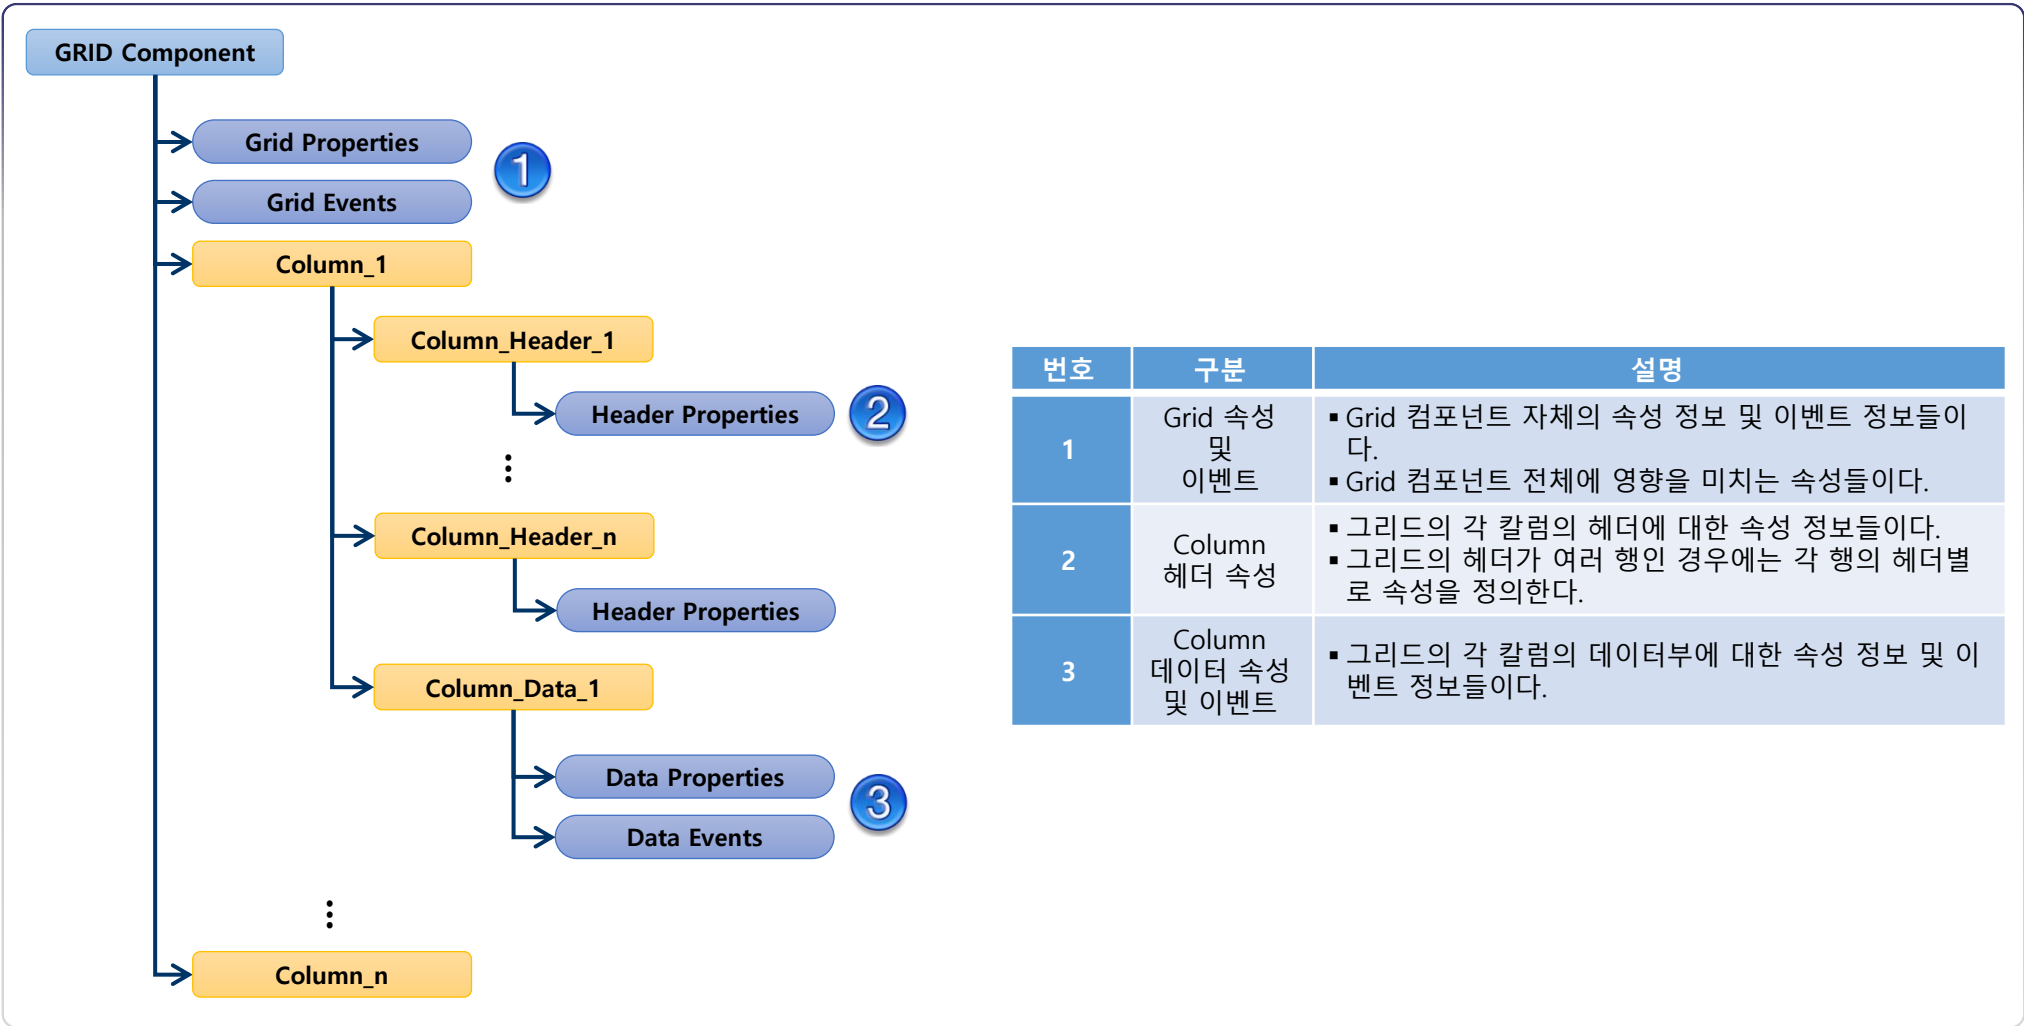 GRID Component
Grid Properties
1
Grid Events
Column_1
Column_Header_1
Header Properties
2
Column_Header_n
Header Properties
Column_Data_1
Data Properties
3
Data Events
Column_n
번호 구분 설명
1
Grid 속성
및
이벤트
▪ Grid 컴포넌트 자체의 속성 정보 및 이벤트 정보들이
다.
▪ Grid 컴포넌트 전체에 영향을 미치는 속성들이다.
2
Column
헤더 속성
▪ 그리드의 각 칼럼의 헤더에 대한 속성 정보들이다.
▪ 그리드의 헤더가 여러 행인 경우에는 각 행의 헤더별
로 속성을 정의한다.
3
Column
데이터 속성
및 이벤트
▪ 그리드의 각 칼럼의 데이터부에 대한 속성 정보 및 이
벤트 정보들이다.